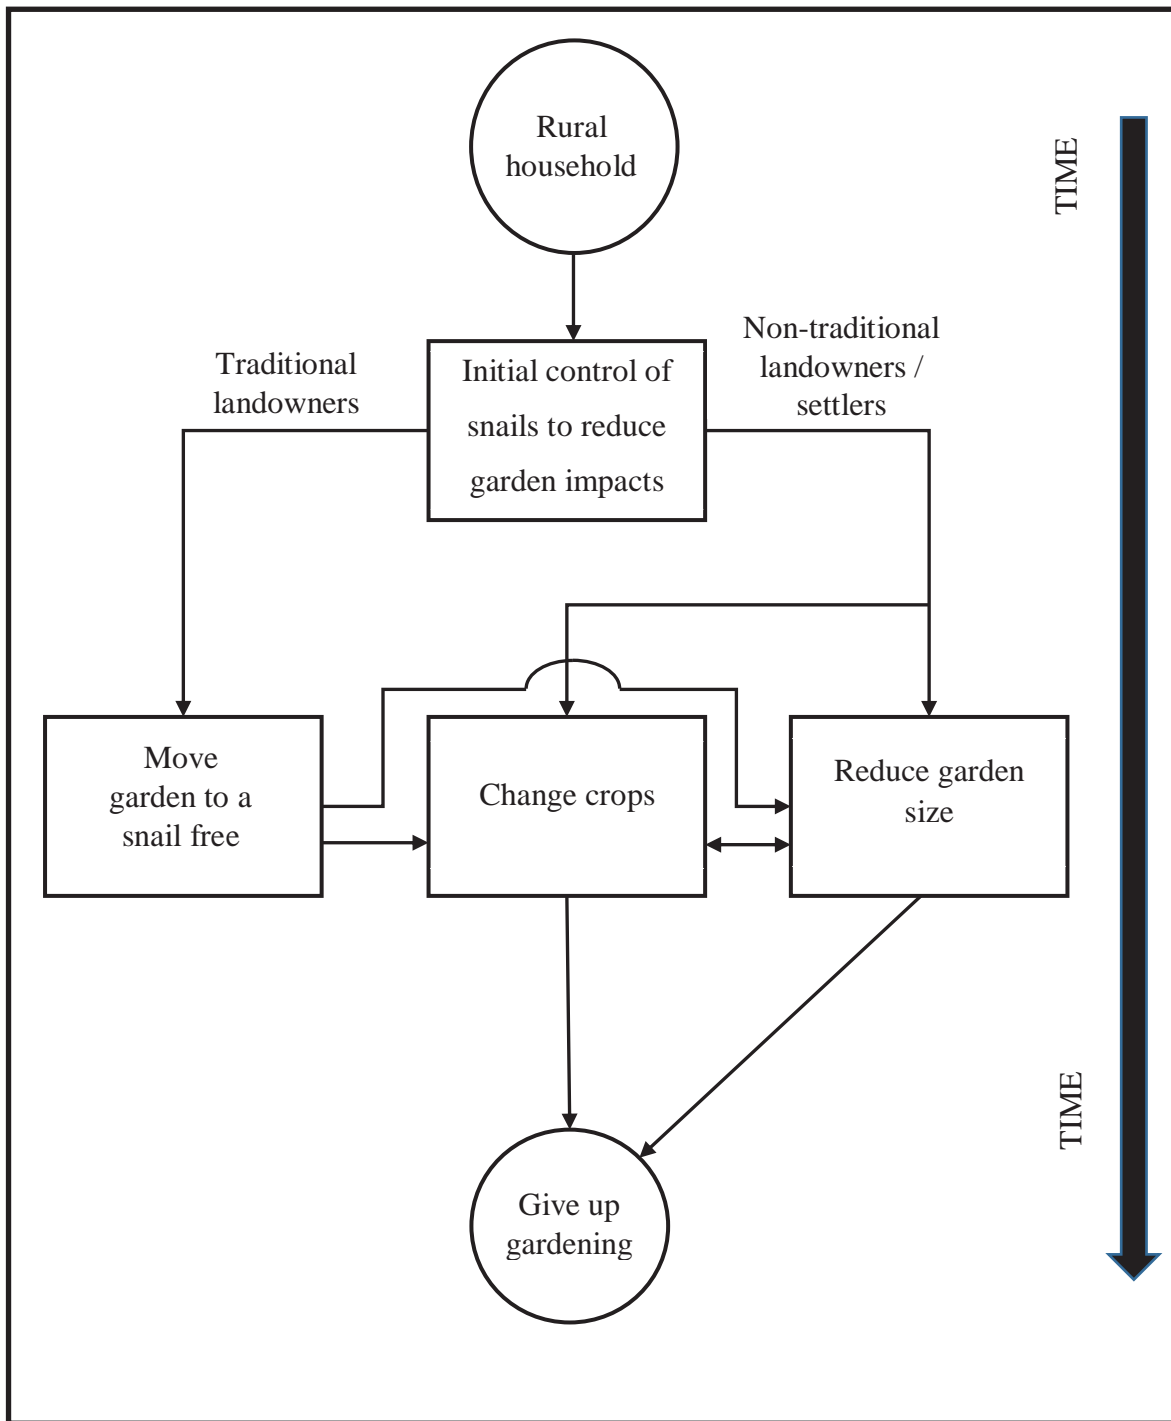 Rural
household
TIME
Traditional
landowners
Initial control of
snails to reduce
garden impacts
Non-traditional
landowners /
settlers
Move
garden to a
snail free
Change crops
Reduce garden
size
TIME
Give up
gardening